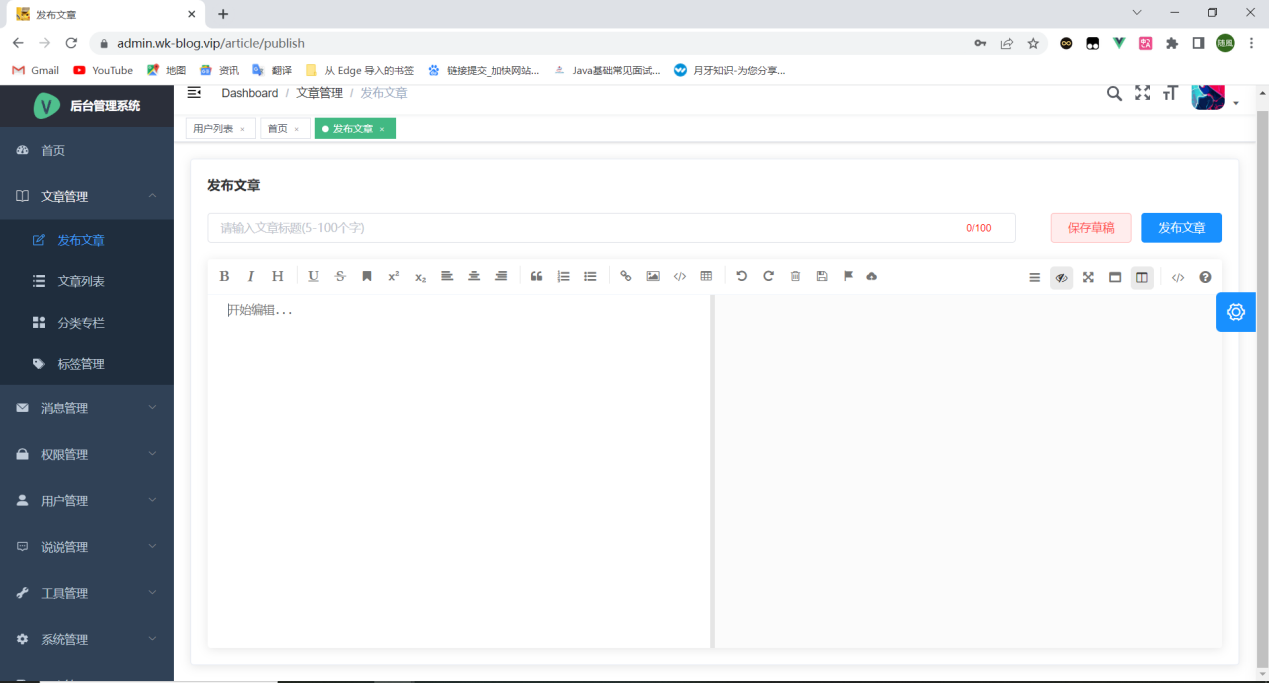 发布文章
admin.wk-blog.vip/article/publish
Gmail YouTube 地图 资讯 翻译 从 Edge 导入的书签 链接提交_加快网站... Java基础常见面试... 月牙知识-为您分享...
V 后台管理系统
Dashboard / 文章管理 / 发布文章
用户列表 × 首页 × 发布文章 ×
首页
文章管理
发布文章
文章列表
分类专栏
标签管理
消息管理
权限管理
用户管理
说说管理
工具管理
系统管理
发布文章
请输入文章标题(5-100个字) 0/100 保存草稿 发布文章
开始编辑...